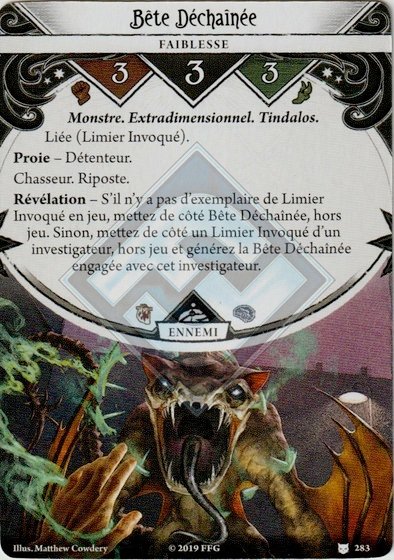 Bête Déchaînée
FAIBLESSE
3 3 3
Monstre. Extradimensionnel. Tindalos.
Liée (Limier Invoqué).
Proie – Détenteur.
Chasseur. Riposte.
Révélation – S'il n'y a pas d'exemplaire de Limier
Invoqué en jeu, mettez de côté Bête Déchaînée, hors
jeu. Sinon, mettez de côté un Limier Invoqué d'un
investigateur, hors jeu et générez la Bête Déchaînée
engagée avec cet investigateur.
ENNEMI
Illus. Matthew Cowdery
© 2019 FFG
283